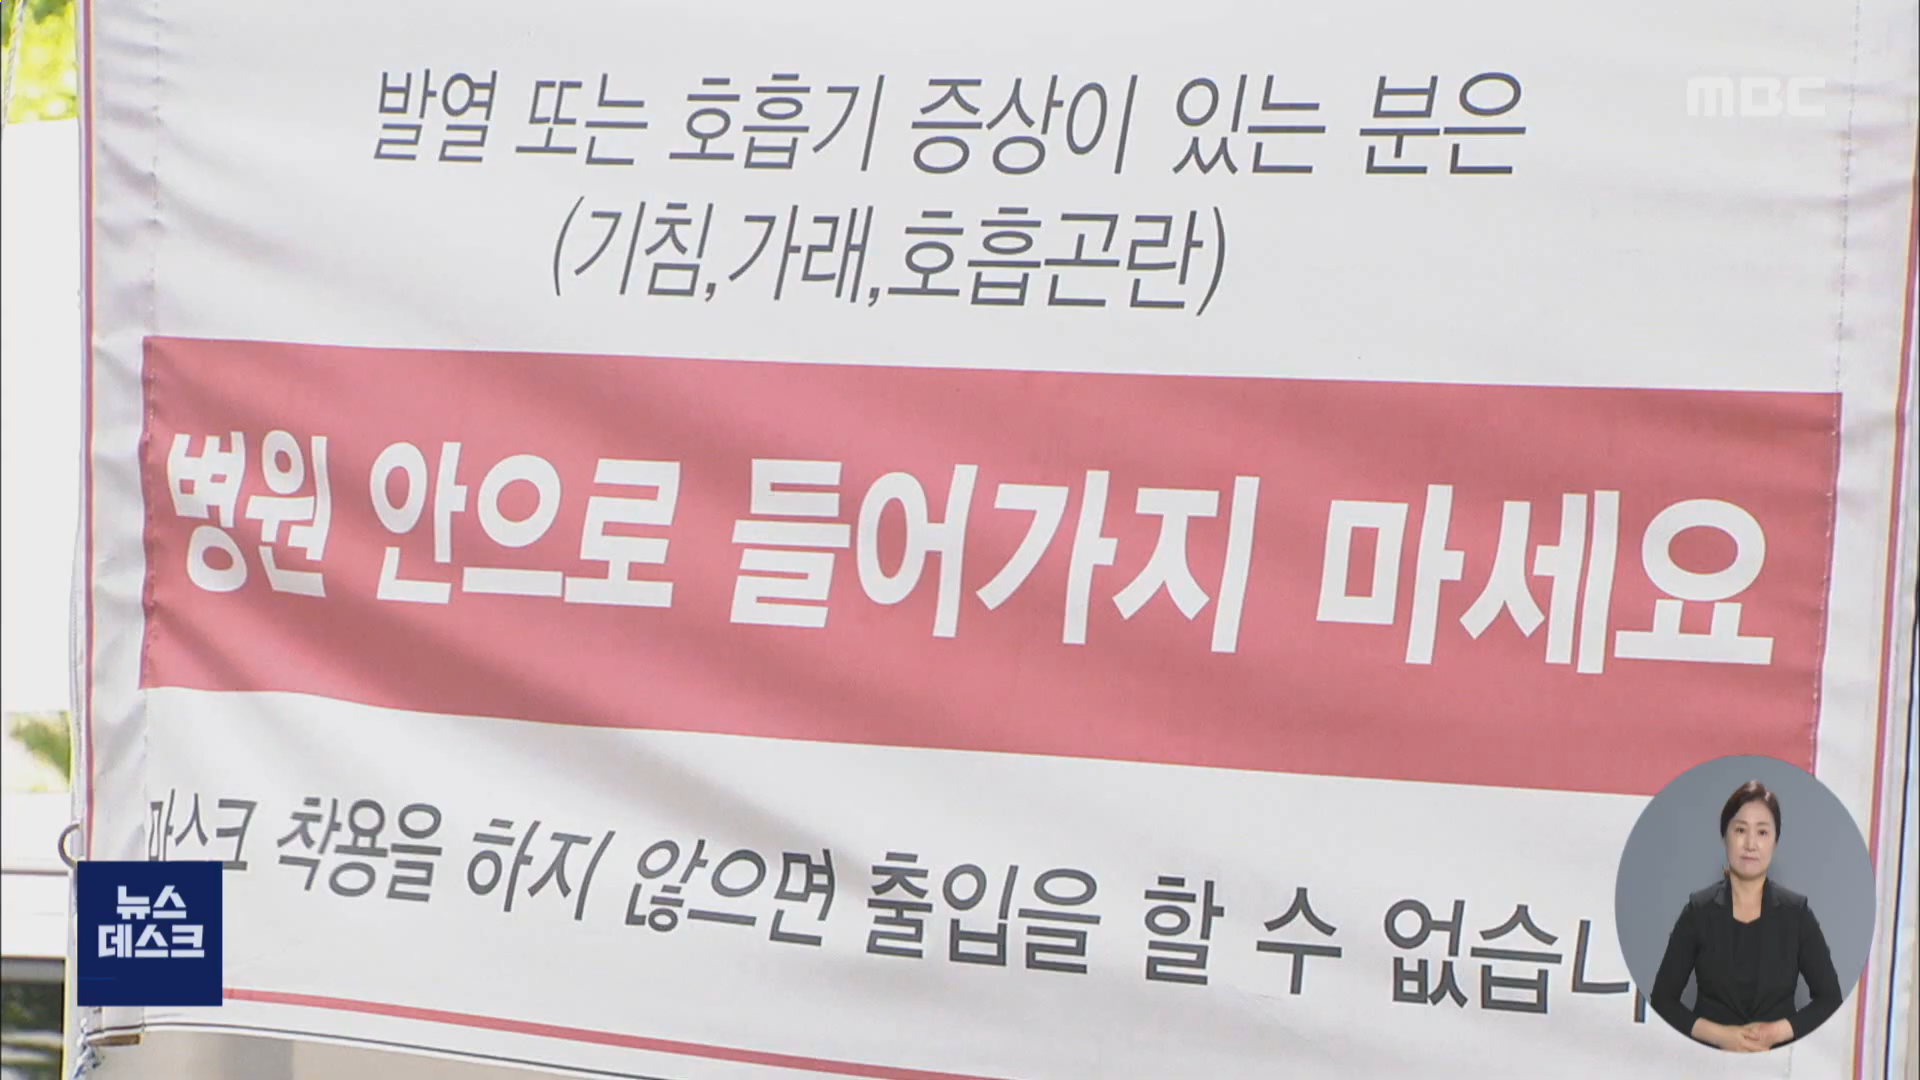 MBC
발열 또는 호흡기 증상이 있는 분은
(기침,가래,호흡곤란)
병원 안으로 들어가지 마세요
마스크 착용을 하지 않으면 출입을 할 수 없습니
뉴스
데스크